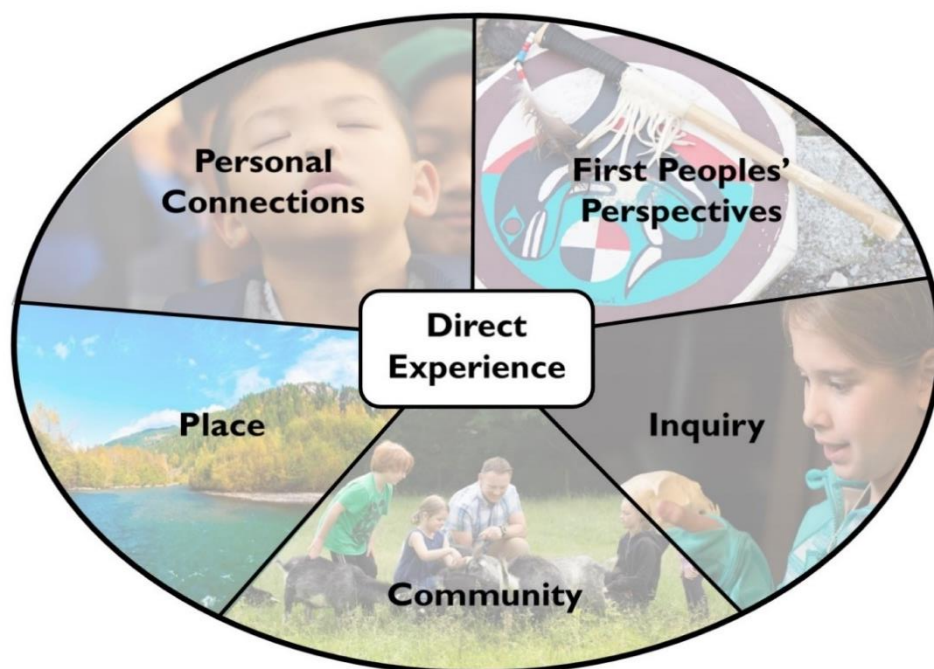 Personal
Connections
First Peoples’
Perspectives
Direct
Experience
Place
Inquiry
Community